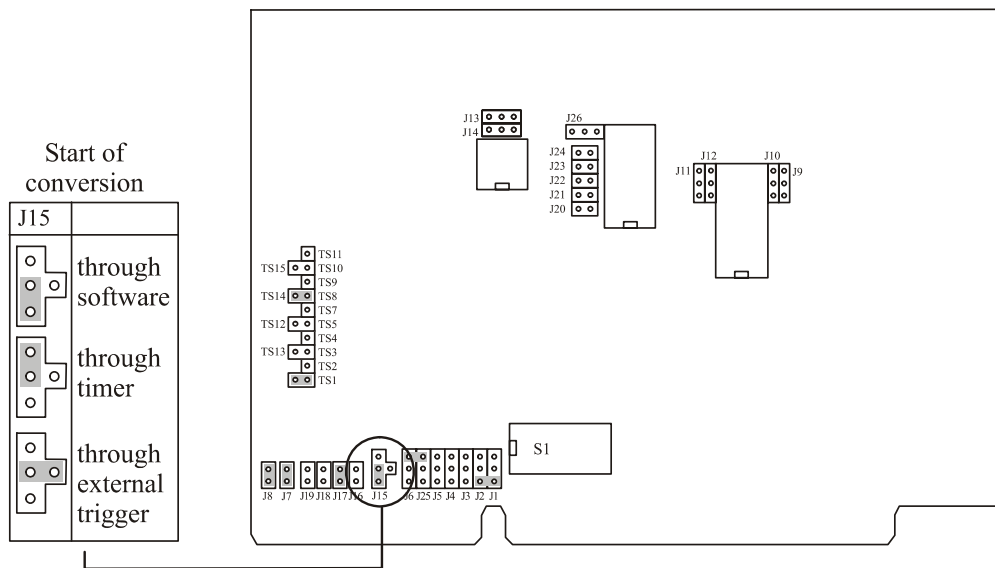 Start of
conversion
J15
through
software
through
timer
through
external
trigger
J13
J14
J26
J24
J23
J22
J21
J20
J12
J11
J10
J9
TS11
TS15 TS10
TS9
TS14 TS8
TS7
TS12 TS5
TS4
TS13 TS3
TS2
TS1
S1
J8 J7 J19 J18 J17 J16 J15 J6 J25 J5 J4 J3 J2 J1